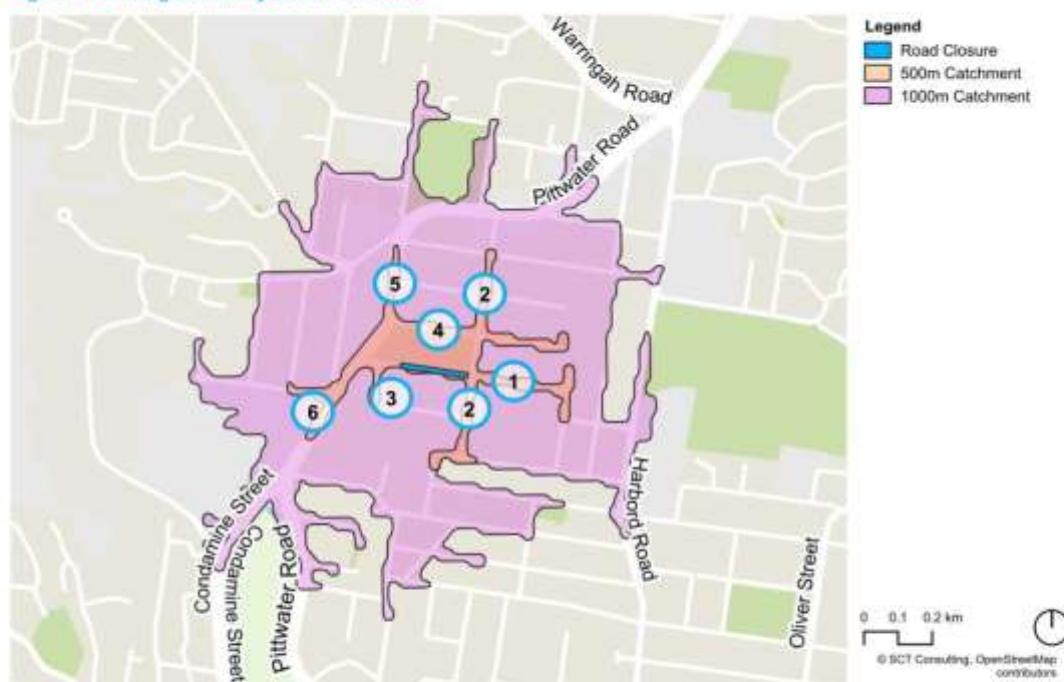 Warringah Road
Pittwater Road
5
2
4
1
3
2
6
Condamine Street
Condamine Street
Pittwater Road
Harbord Road
Oliver Street
Legend
Road Closure
500m Catchment
1000m Catchment
0 0.1 0.2 km
© SCT Consulting, OpenStreetMap
contributors